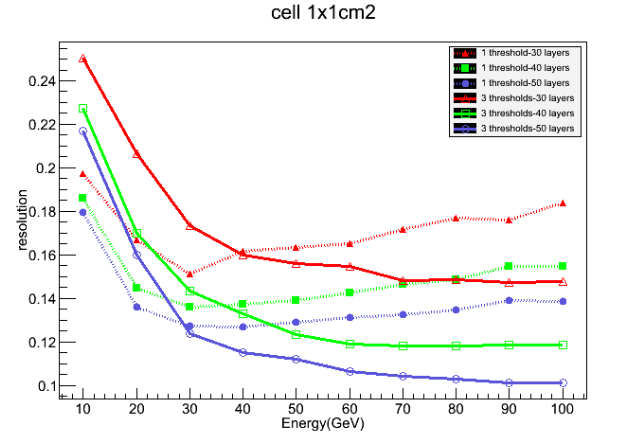 cell 1x1cm2
1 threshold-30 layers
1 threshold-40 layers
1 threshold-50 layers
3 thresholds-30 layers
3 thresholds-40 layers
3 thresholds-50 layers
resolution
0.24
0.22
0.2
0.18
0.16
0.14
0.12
0.1
10 20 30 40 50 60 70 80 90 100
Energy(GeV)